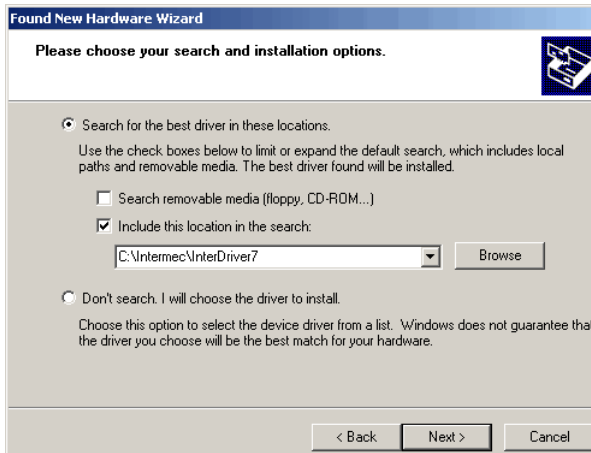 Found New Hardware Wizard
Please choose your search and installation options.
Search for the best driver in these locations.
Use the check boxes below to limit or expand the default search, which includes local
paths and removable media. The best driver found will be installed.
Search removable media (floppy, CD-ROM...)
Include this location in the search:
C:\Intermec\InterDriver7
Browse
Don't search. I will choose the driver to install.
Choose this option to select the device driver from a list. Windows does not guarantee tha
the driver you choose will be the best match for your hardware.
< Back
Next >
Cancel